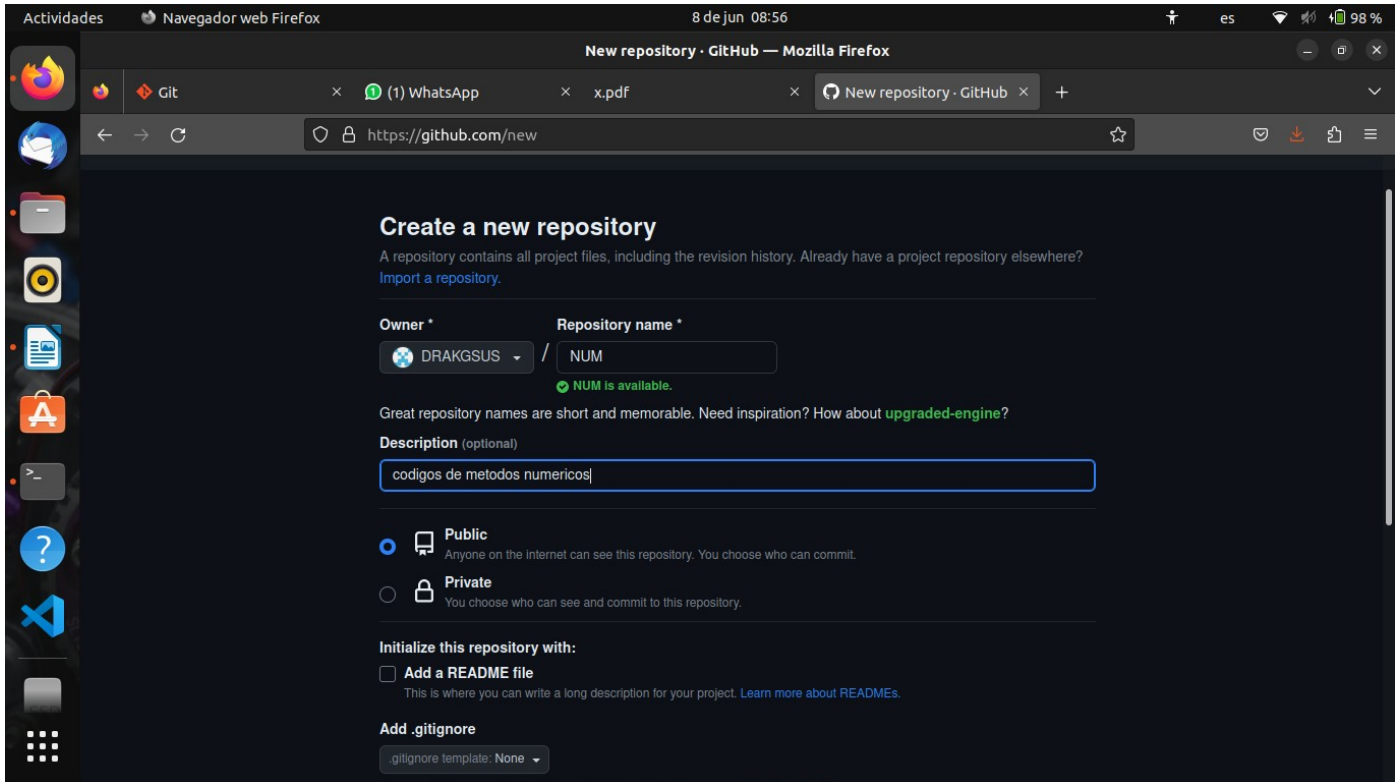 Actividades Navegador web Firefox 8 de jun 08:56 es 98 %
New repository · GitHub — Mozilla Firefox
Git (1) WhatsApp x.pdf New repository · GitHub
https://github.com/new
Create a new repository
A repository contains all project files, including the revision history. Already have a project repository elsewhere?
Import a repository.
Owner * Repository name *
DRAKGSUS / NUM
NUM is available.
Great repository names are short and memorable. Need inspiration? How about upgraded-engine?
Description (optional)
codigos de metodos numericos
Public
Anyone on the internet can see this repository. You choose who can commit.
Private
You choose who can see and commit to this repository.
Initialize this repository with:
Add a README file
This is where you can write a long description for your project. Learn more about READMEs.
Add .gitignore
.gitignore template: None